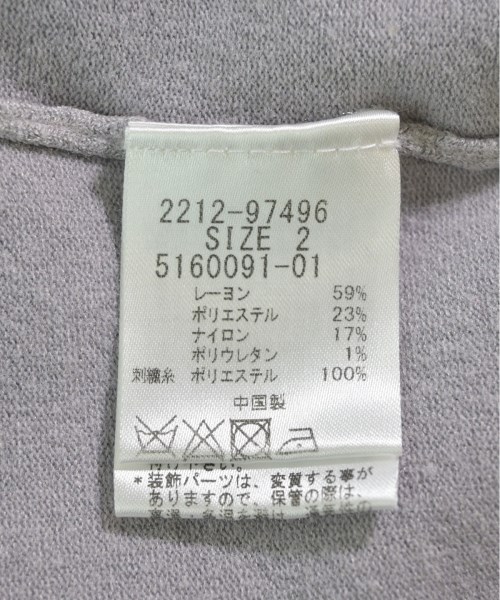 2212-97496
SIZE 2
5160091-01
レーヨン 59%
ポリエステル 23%
ナイロン 17%
ポリウレタン 1%
刺繍糸 ポリエステル 100%
中国製
*装飾パーツは、変質する事が
ありますので、保管の際は、